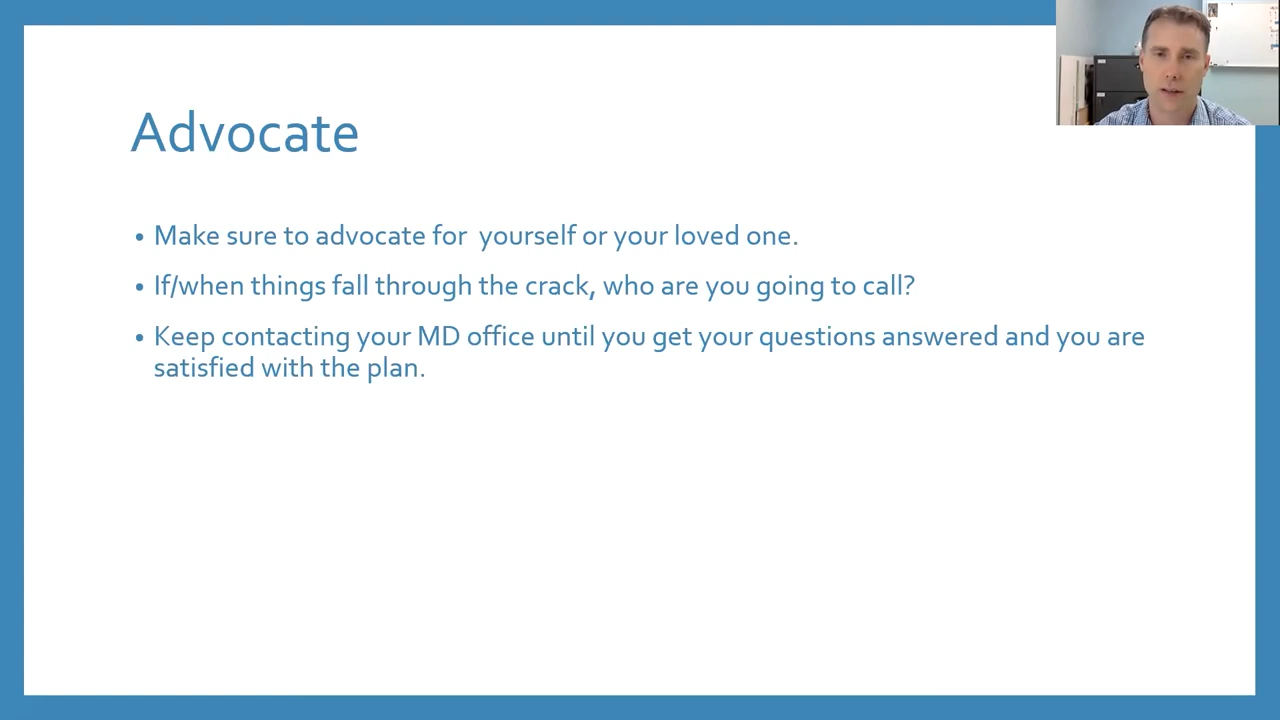 Advocate
• Make sure to advocate for  yourself or your loved one.
• If/when things fall through the crack, who are you going to call?
• Keep contacting your MD office until you get your questions answered and you are
satisfied with the plan.